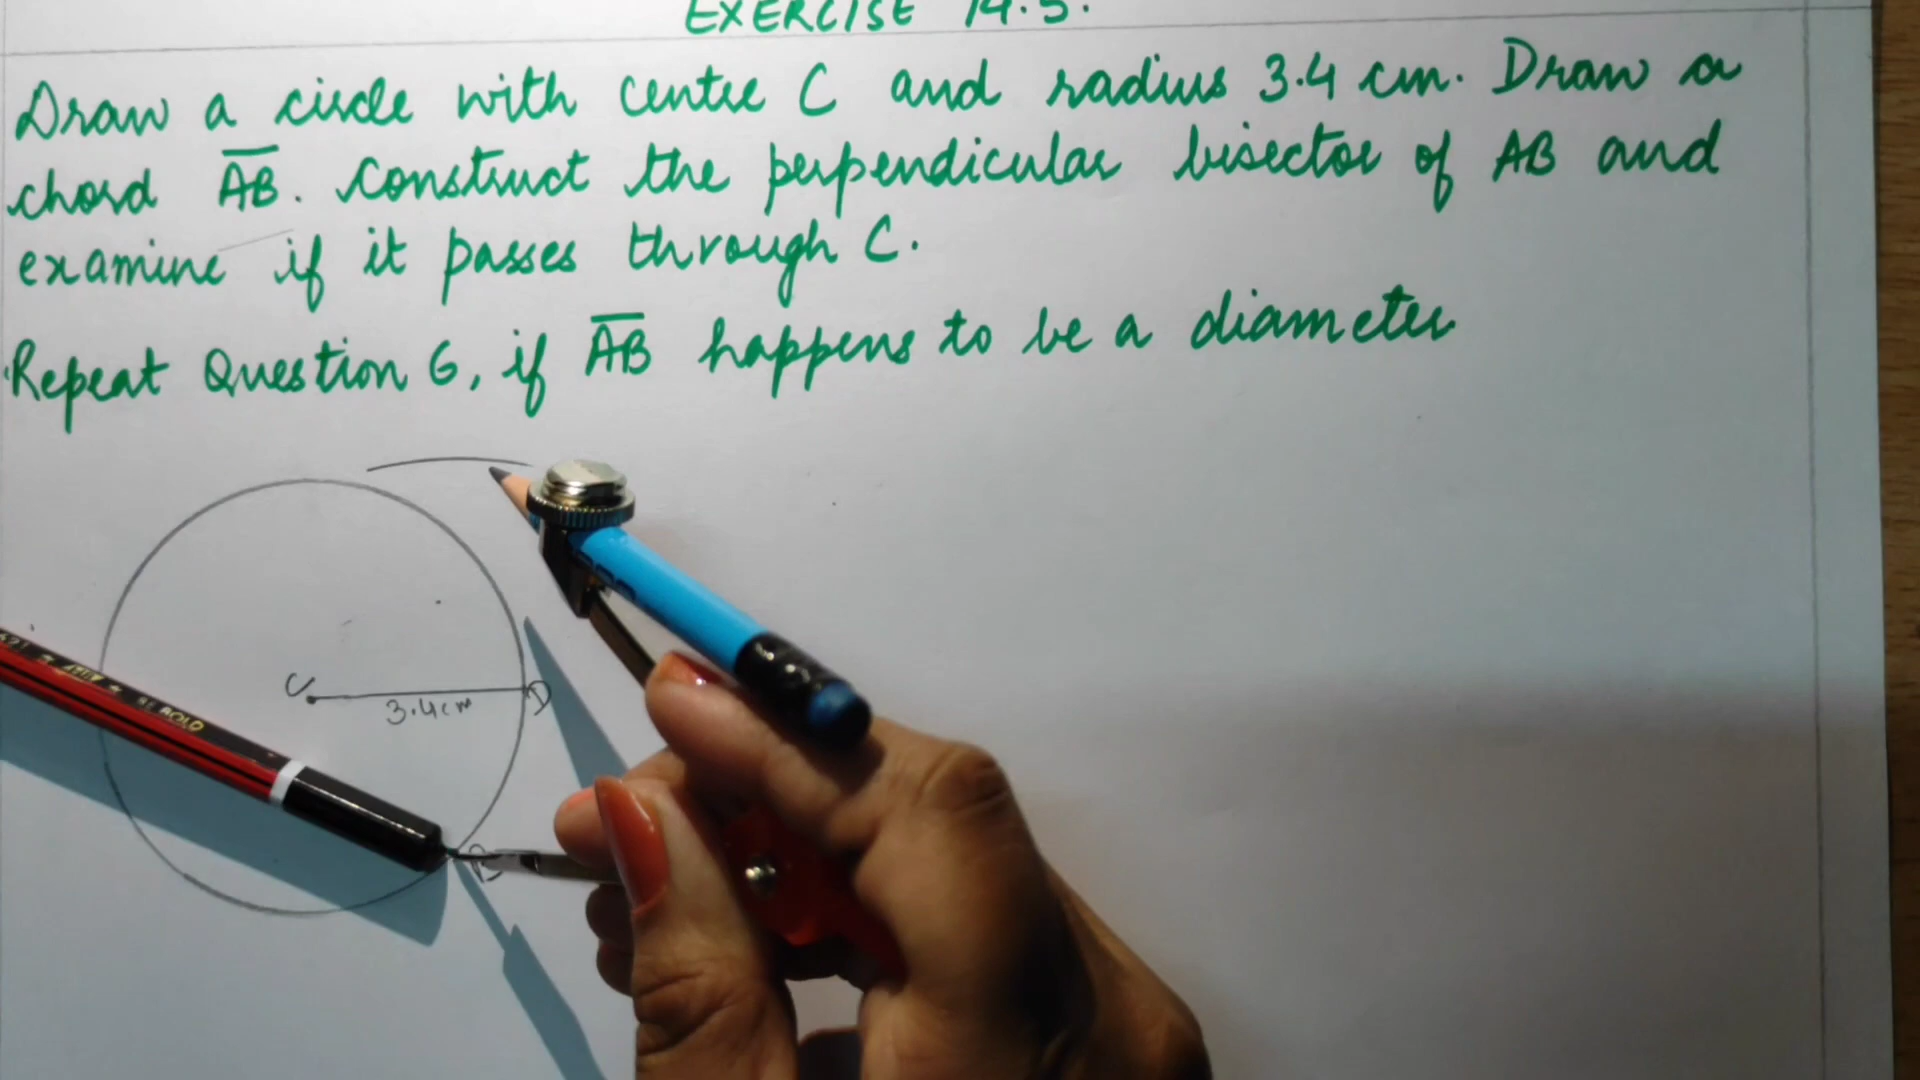 EXERCISE 14.5.
Draw a circle with centre C and radius 3.4 cm. Draw a
chord AB. Construct the perpendicular bisector of AB and
examine if it passes through C.
Repeat Question 6, if AB happens to be a diameter
C
3.4cm
D
B